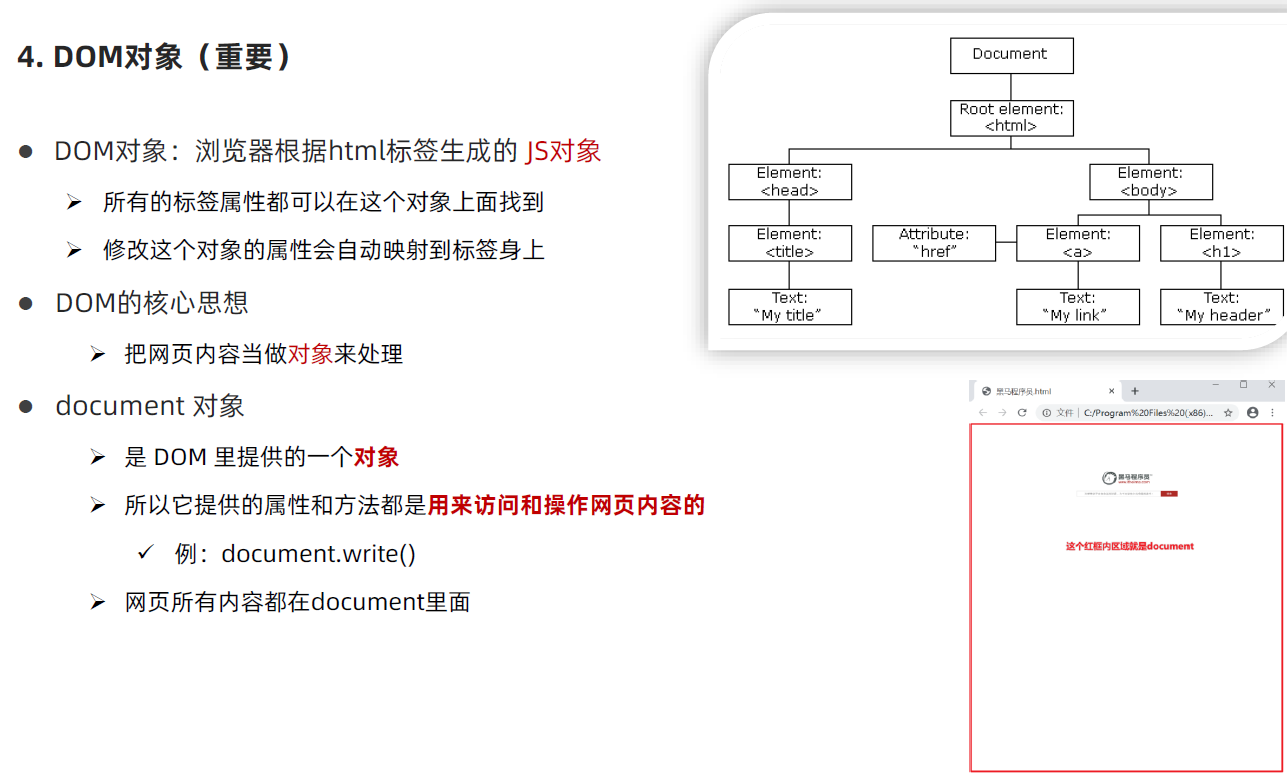 4. DOM对象（重要）
DOM对象：浏览器根据html标签生成的 JS对象
所有的标签属性都可以在这个对象上面找到
修改这个对象的属性会自动映射到标签身上
DOM的核心思想
把网页内容当做对象来处理
document 对象
是 DOM 里提供的一个对象
所以它提供的属性和方法都是用来访问和操作网页内容的
例：document.write()
网页所有内容都在document里面
Document
Root element:
<html>
Element:
<head>
Element:
<body>
Element:
<title>
Attribute:
“href”
Element:
<a>
Element:
<h1>
Text:
“My title”
Text:
“My link”
Text:
“My header”
黑马程序员.html
文件 C:/Program%20Files%20(x86)...
黑马程序员
这个红框内区域就是document